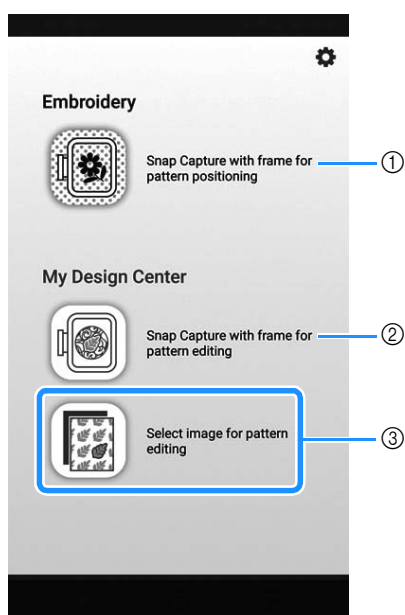 Embroidery
Snap Capture with frame for
pattern positioning
①
My Design Center
Snap Capture with frame for
pattern editing
②
Select image for pattern
editing
③